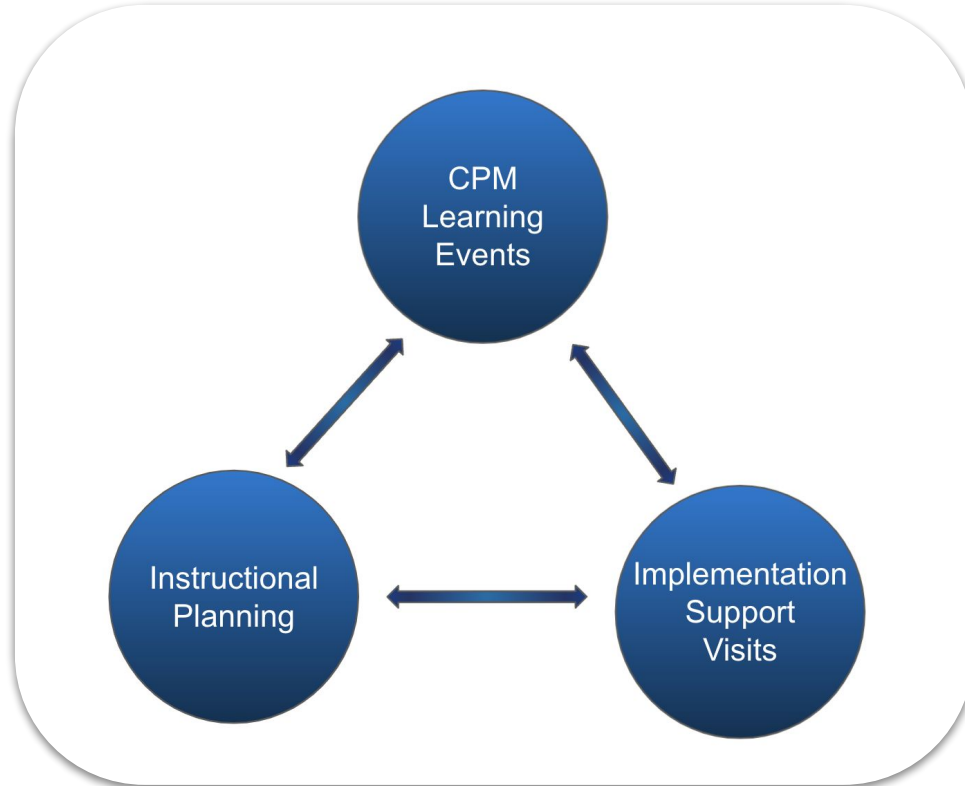 CPM
Learning
Events
Instructional
Planning
Implementation
Support
Visits